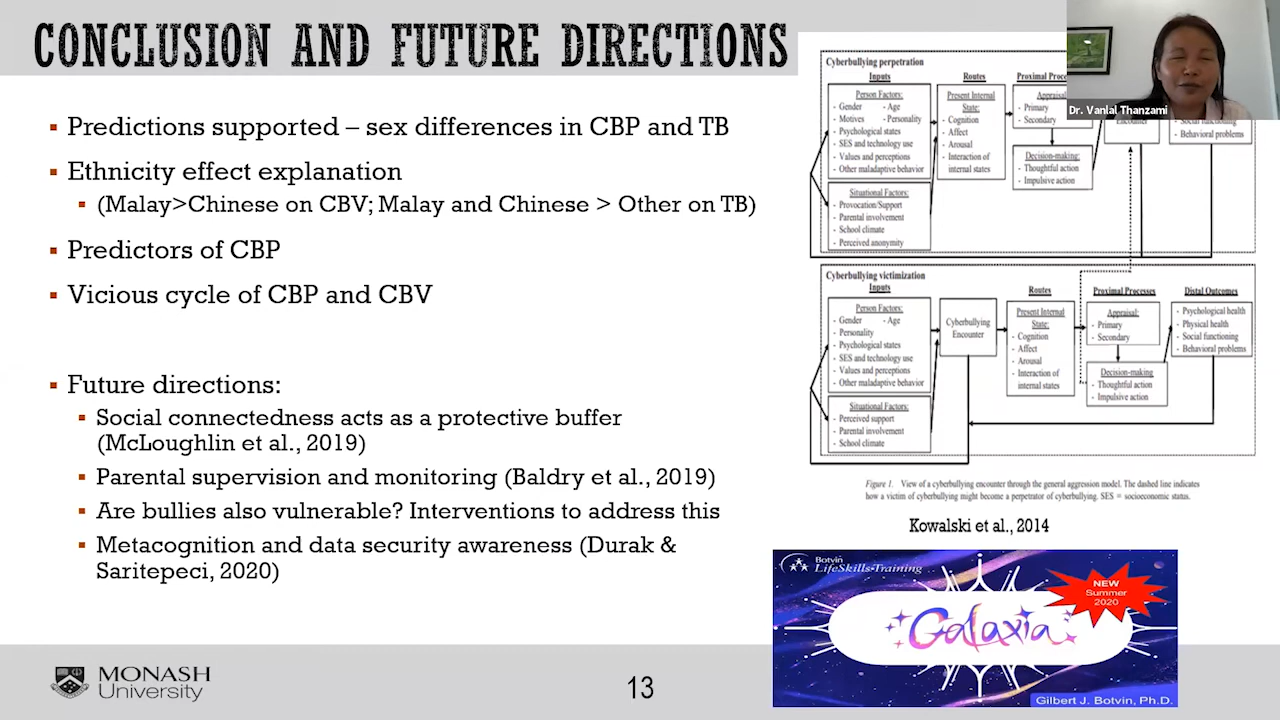 CONCLUSION AND FUTURE DIRECTIONS
Predictions supported – sex differences in CBP and TB
Ethnicity effect explanation
(Malay>Chinese on CBV; Malay and Chinese > Other on TB)
Predictors of CBP
Vicious cycle of CBP and CBV
Future directions:
Social connectedness acts as a protective buffer
(McLoughlin et al., 2019)
Parental supervision and monitoring (Baldry et al., 2019)
Are bullies also vulnerable? Interventions to address this
Metacognition and data security awareness (Durak &
Saritepeci, 2020)
Cyberbullying perpetration
Inputs
Person Factors:
- Gender - Age
- Motives - Personality
- Psychological states
- SES and technology use
- Values and perceptions
- Other maladaptive behavior
Situational Factors:
- Provocation/Support
- Parental involvement
- School climate
- Perceived anonymity
Routes
Present Internal
State:
- Cognition
- Affect
- Arousal
- Interaction of
internal states
Proximal
- Primary
- Secondary
Decision-making:
- Thoughtful action
- Impulsive action
Encounter
- Social functioning
- Behavioral problems
Dr. Vanlal Thanzami
Cyberbullying victimization
Inputs
Person Factors:
- Gender - Age
- Personality
- Psychological states
- SES and technology use
- Values and perceptions
- Other maladaptive behavior
Situational Factors:
- Perceived support
- Parental involvement
- School climate
Cyberbullying
Encounter
Routes
Present Internal
State:
- Cognition
- Affect
- Arousal
- Interaction of
internal states
Proximal Processes
Appraisal:
- Primary
- Secondary
Decision-making
- Thoughtful action
- Impulsive action
Distal Outcomes
- Psychological health
- Physical health
- Social functioning
- Behavioral problems
Figure 1. View of a cyberbullying encounter through the general aggression model. The dashed line indicates
how a victim of cyberbullying might become a perpetrator of cyberbullying. SES = socioeconomic status.
Kowalski et al., 2014
Botvin
LifeSkills Training
NEW
Summer
2020
Galaxia
Gilbert J. Botvin, Ph.D.
MONASH
University
13